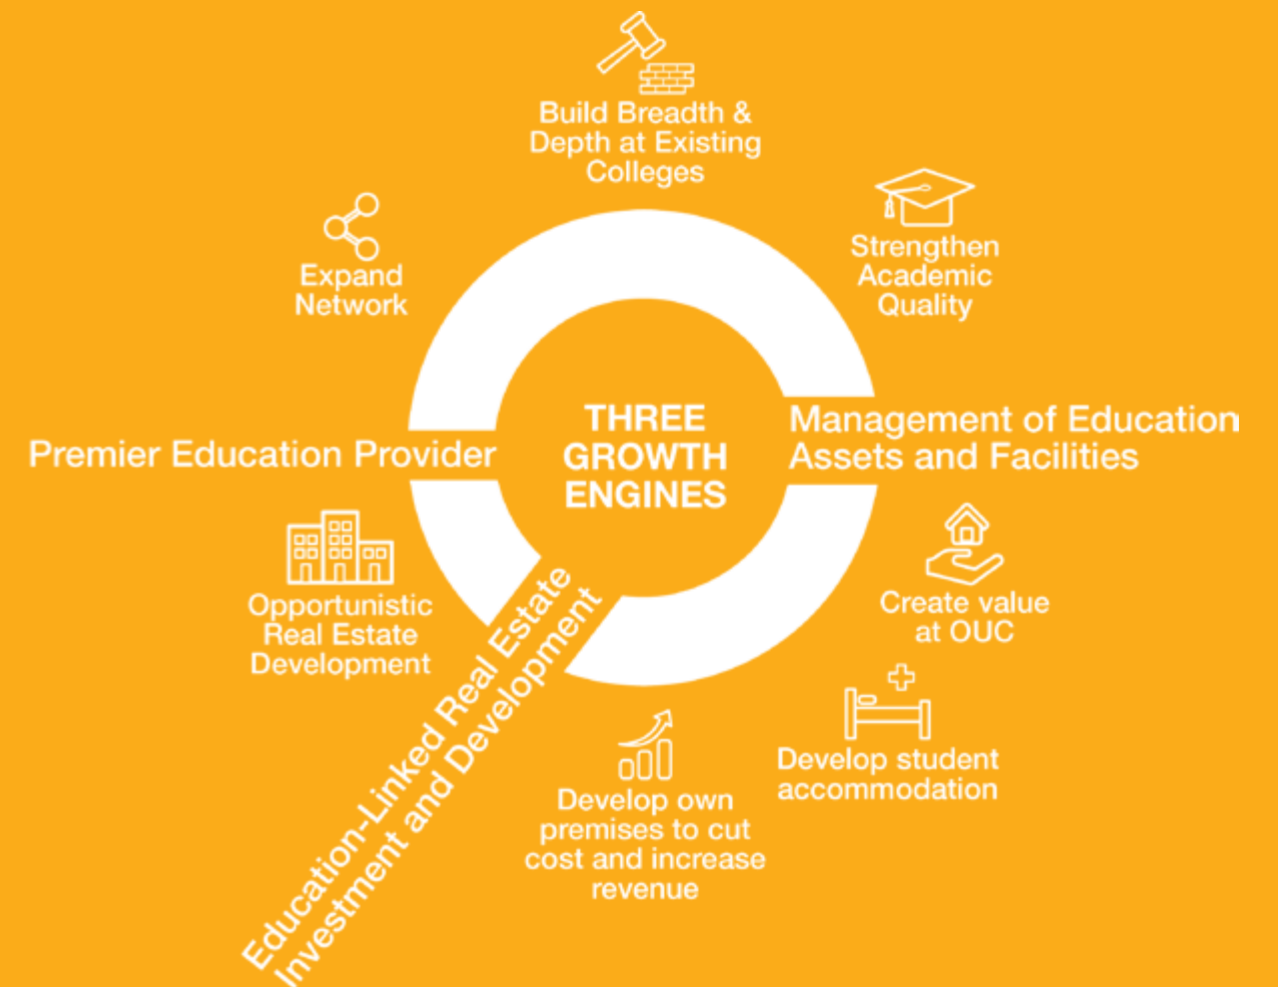 Build Breadth &
Depth at Existing
Colleges
Expand
Network
Strengthen
Academic
Quality
THREE
GROWTH
ENGINES
Premier Education Provider
Management of Education
Assets and Facilities
Opportunistic
Real Estate
Development
Create value
at OUC
Education-Linked Real Estate
Investment and Development
Develop student
accommodation
Develop own
premises to cut
cost and increase
revenue